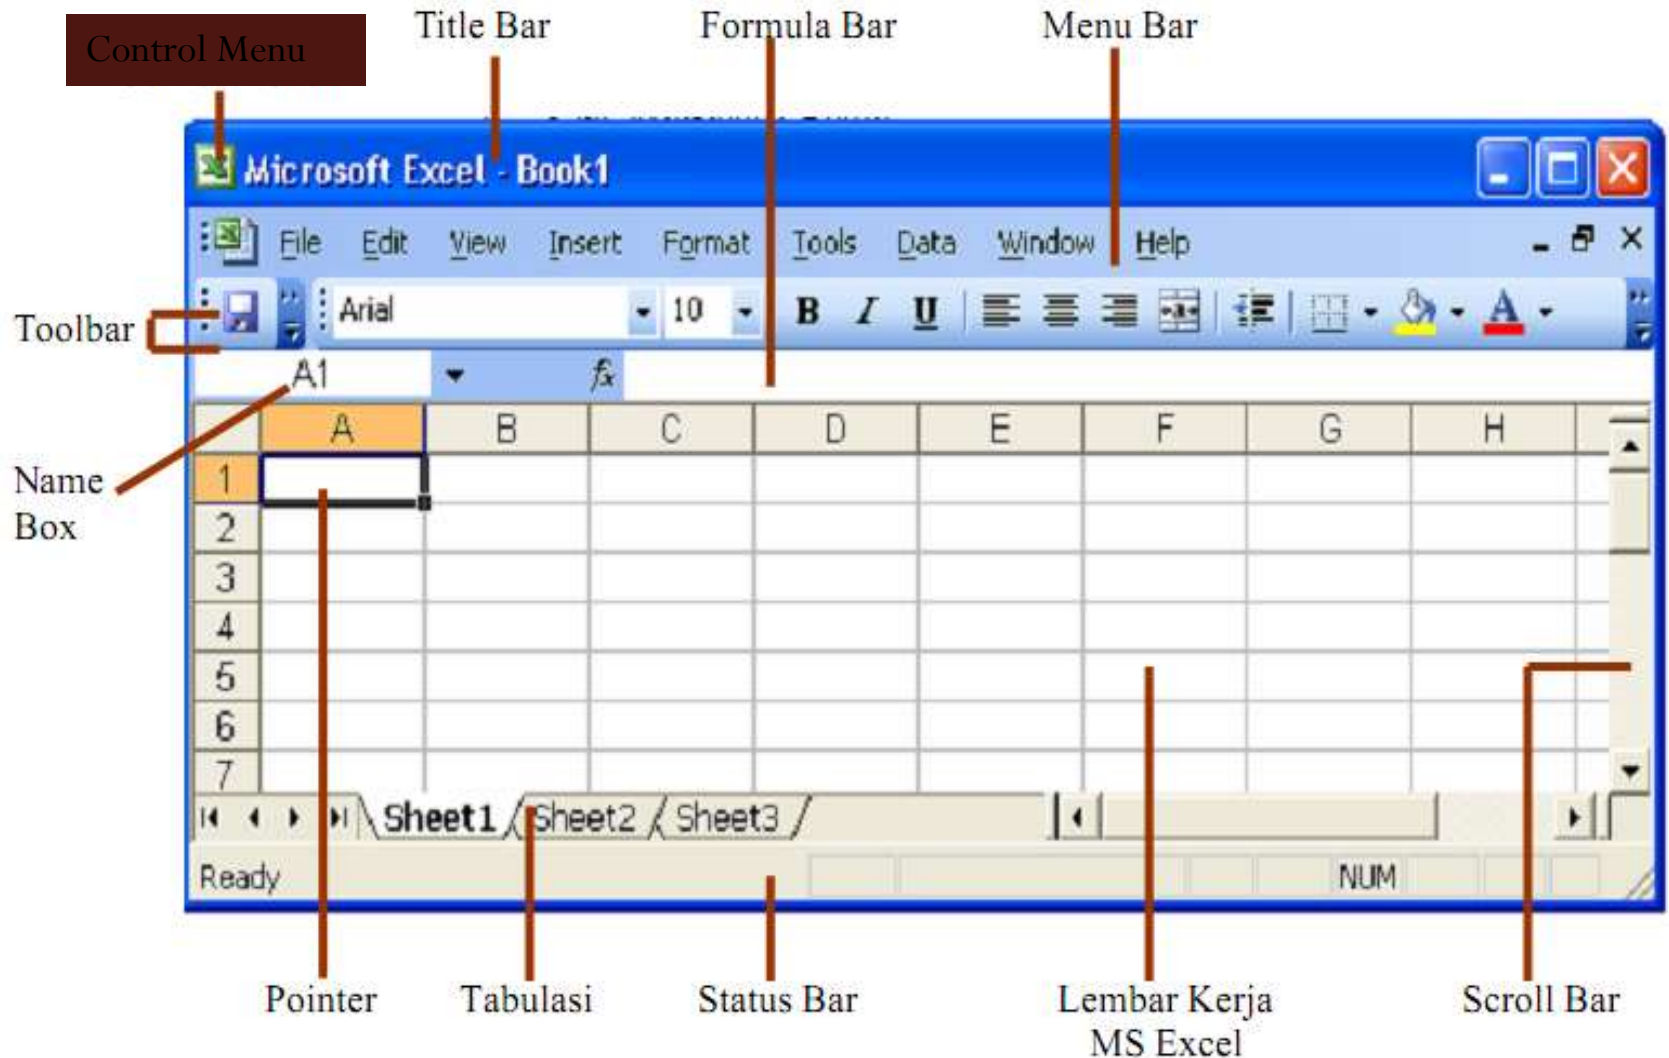 Control Menu
Title Bar
Formula Bar
Menu Bar
Microsoft Excel - Book1
File Edit View Insert Format Tools Data Window Help
Toolbar
Arial 10 B I U A
A1 fx
A B C D E F G H
Name
Box
1
2
3
4
5
6
7
Sheet1 Sheet2 Sheet3
Ready NUM
Pointer
Tabulasi
Status Bar
Lembar Kerja
MS Excel
Scroll Bar